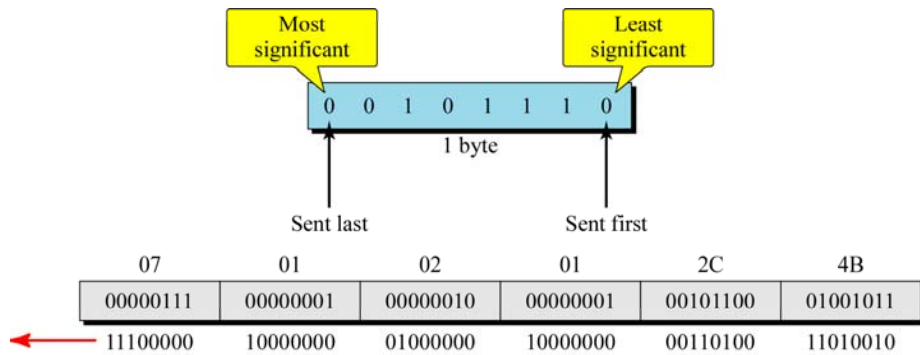 Most
significant
Least
significant
0 0 1 0 1 1 1 0
1 byte
Sent last
Sent first
07 01 02 01 2C 4B
00000111 00000001 00000010 00000001 00101100 01001011
11100000 10000000 01000000 10000000 00110100 11010010